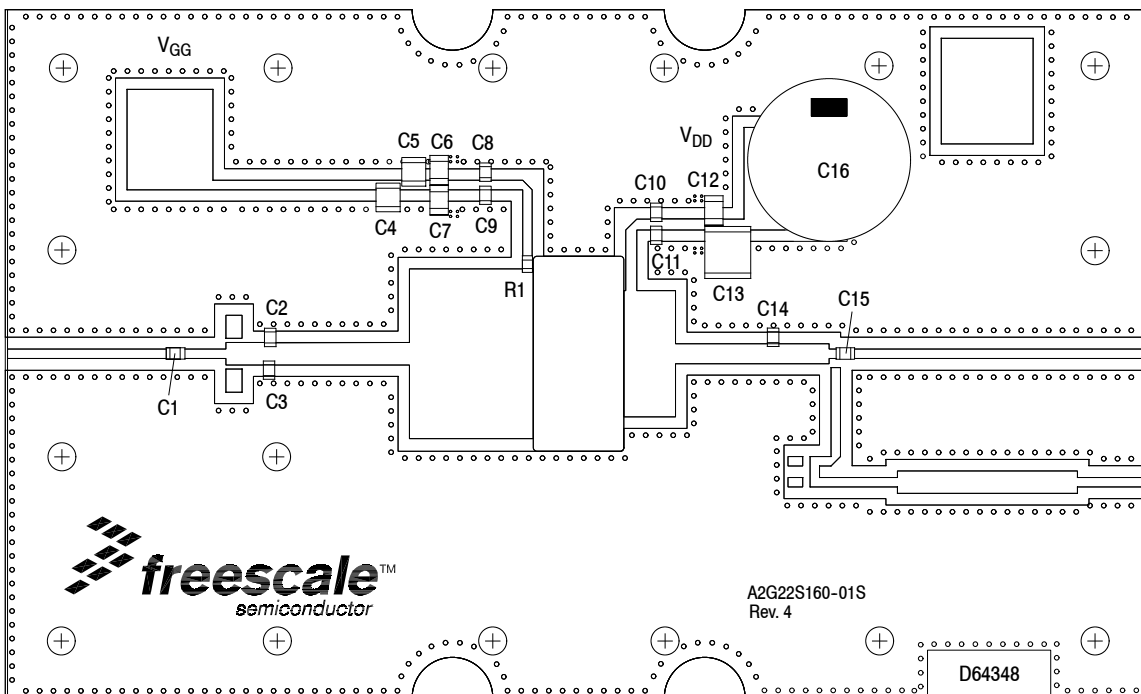 VGG
C5 C6 C8
C4 C7 C9
VDD
C10 C12
C16
C11
R1
C13
C2
C14 C15
C1
C3
freescale™
semiconductor
A2G22S160-01S
Rev. 4
D64348